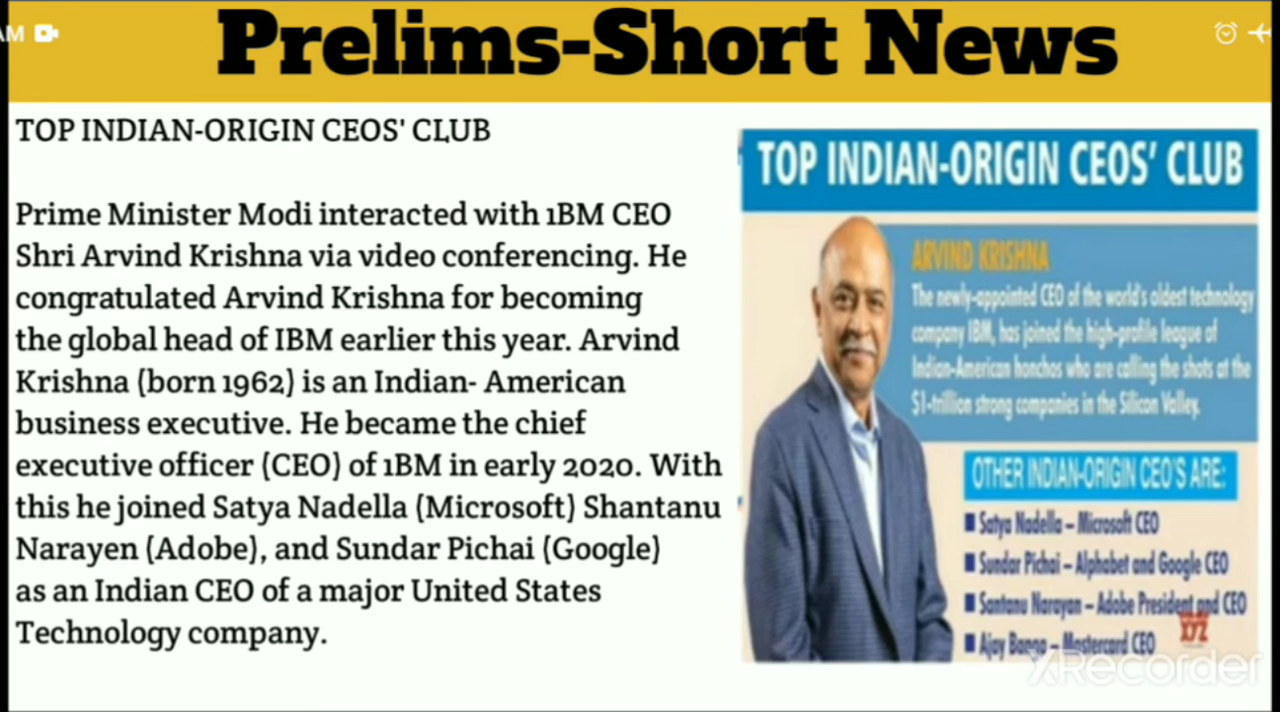 AM
Prelims-Short News
TOP INDIAN-ORIGIN CEOS' CLUB
Prime Minister Modi interacted with 1BM CEO
Shri Arvind Krishna via video conferencing. He
congratulated Arvind Krishna for becoming
the global head of IBM earlier this year. Arvind
Krishna (born 1962) is an Indian- American
business executive. He became the chief
executive officer (CEO) of 1BM in early 2020. With
this he joined Satya Nadella (Microsoft) Shantanu
Narayen (Adobe), and Sundar Pichai (Google)
as an Indian CEO of a major United States
Technology company.
TOP INDIAN-ORIGIN CEOS' CLUB
ARVIND KRISHNA
The newly-appointed CEO of the world's oldest technology
company IBM, has joined the high-profile league of
Indian-American honchos who are calling the shots at the
$1-trillion strong companies in the Silicon Valley.
OTHER INDIAN-ORIGIN CEO'S ARE:
Satya Nadella – Microsoft CEO
Sundar Pichai – Alphabet and Google CEO
Santanu Narayan – Adobe President and CEO
Ajay Banga – Mastercard CEO
XYZ
XRecorder